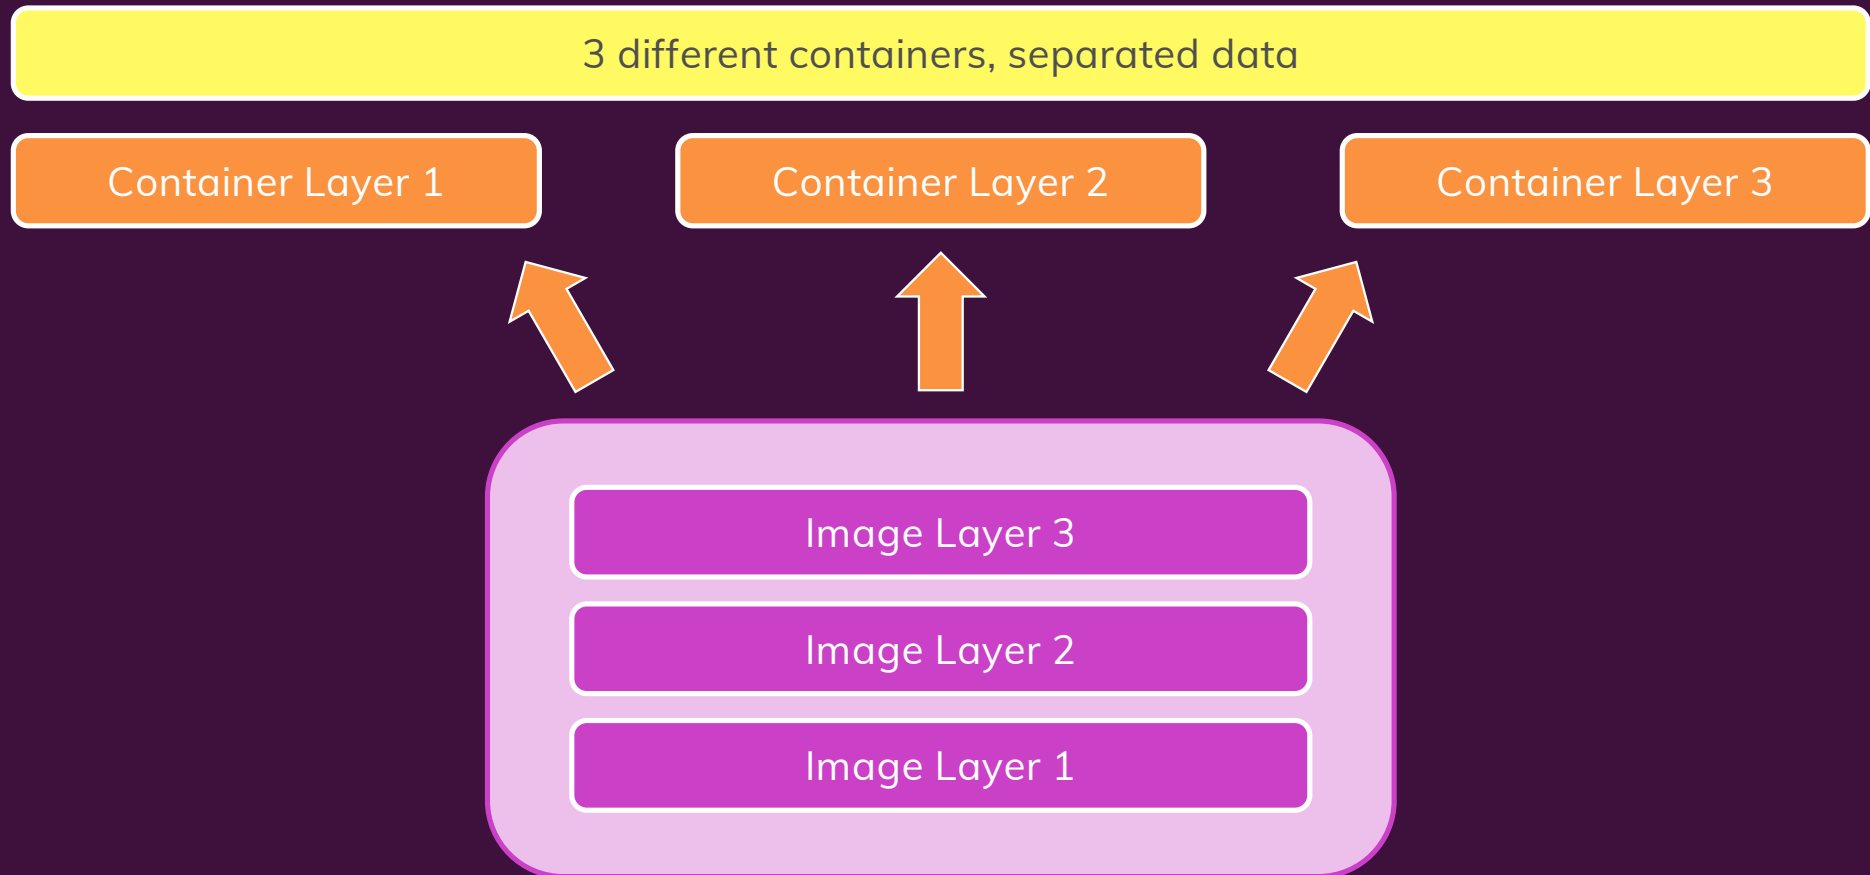 3 different containers, separated data
Container Layer 1
Container Layer 2
Container Layer 3
Image Layer 3
Image Layer 2
Image Layer 1